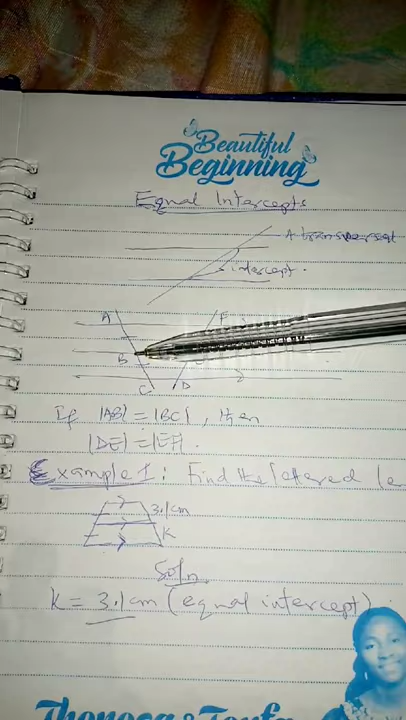 Beautiful
Beginning
Equal Intercepts
A transversal
intercept.
A F
B
C D
If |AB| = |BC|, then
|DE| = |EF|.
Example 1: Find the lettered le
3.1cm
K
Soln.
K = 3.1cm (equal intercept)